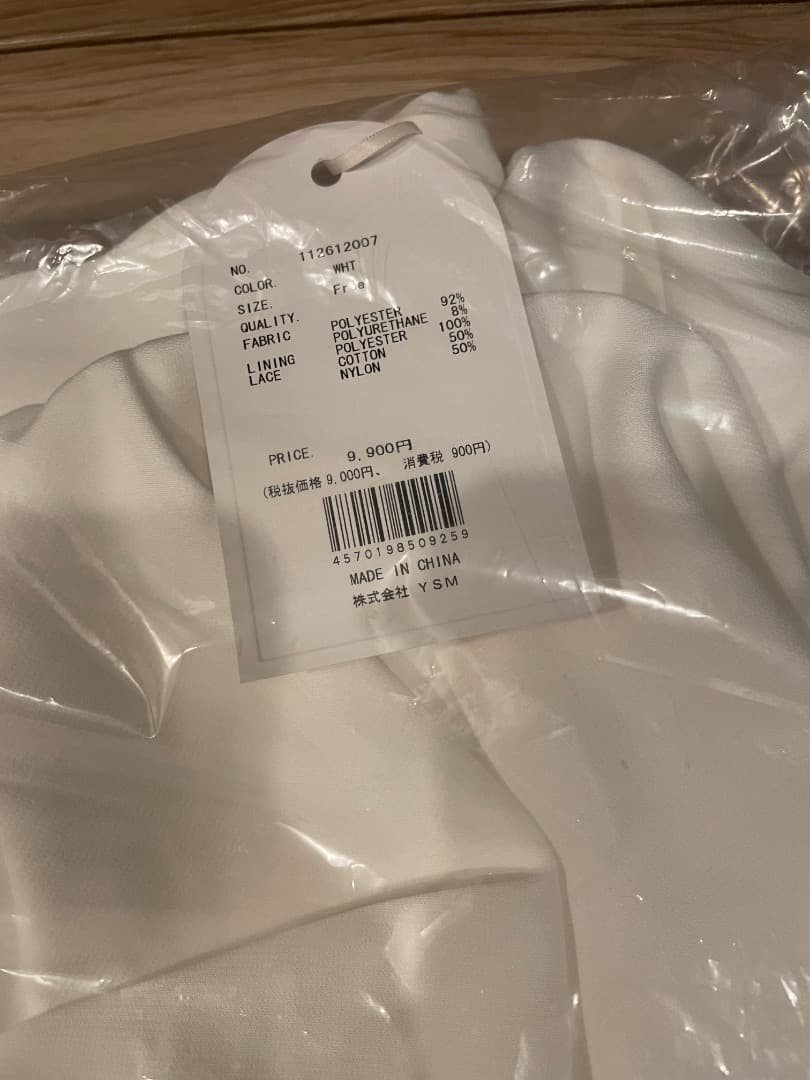 NO. 112612007
COLOR. WHT
SIZE. Free
QUALITY.
FABRIC POLYESTER 92%
POLYURETHANE 8%
LINING POLYESTER 100%
LACE COTTON 50%
NYLON 50%
PRICE. 9,900円
(税抜価格 9,000円、 消費税 900円)
4570198509259
MADE IN CHINA
株式会社 YSM